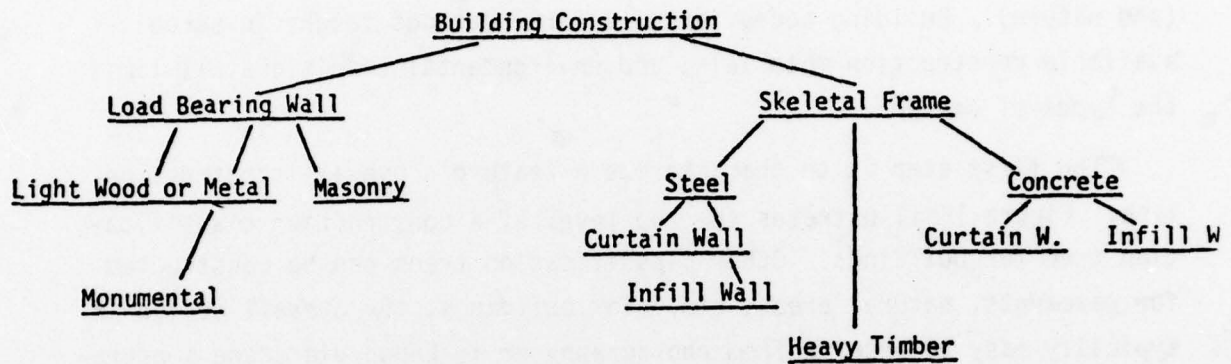 Building Construction
Load Bearing Wall
Skeletal Frame
Light Wood or Metal
Masonry
Steel
Concrete
Curtain Wall
Curtain W.
Infill W
Monumental
Infill Wall
Heavy Timber